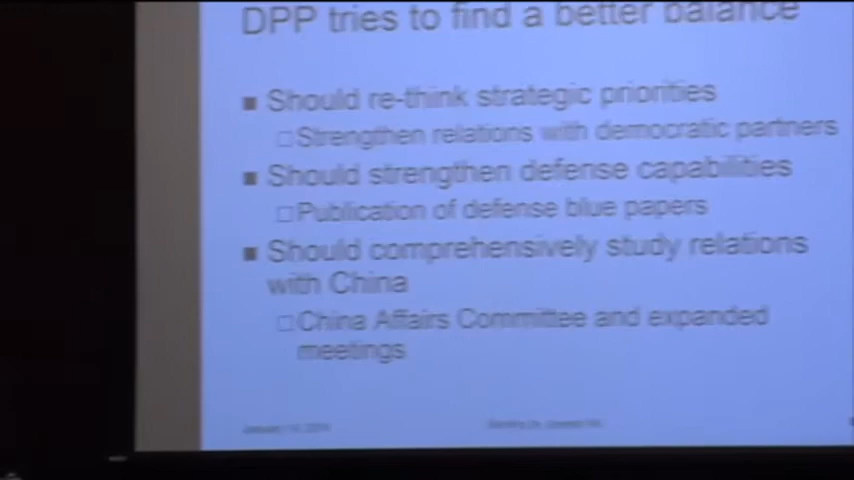 DPP tries to find a better balance
■ Should re-think strategic priorities
□ Strengthen relations with democratic partners
■ Should strengthen defense capabilities
□ Publication of defense blue papers
■ Should comprehensively study relations
with China
□ China Affairs Committee and expanded
meetings